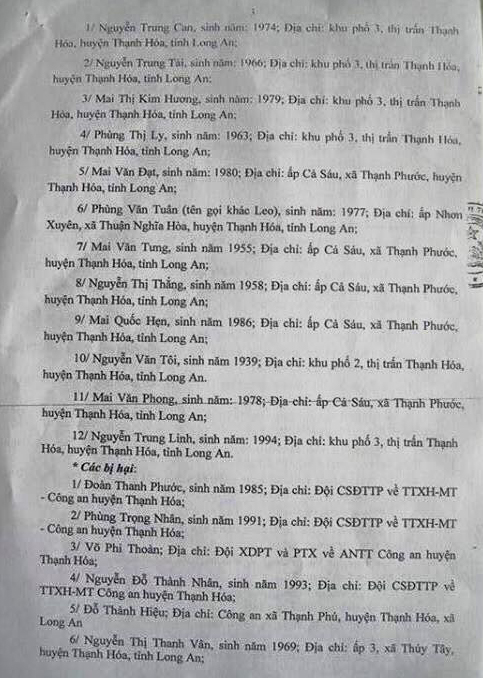 1/ Nguyễn Trung Can, sinh năm: 1974; Địa chỉ: khu phố 3, thị trấn Thạnh
Hóa, huyện Thạnh Hóa, tỉnh Long An;
2/ Nguyễn Trung Tài, sinh năm: 1966; Địa chỉ: khu phố 3, thị trấn Thạnh Hóa,
huyện Thạnh Hóa, tỉnh Long An;
3/ Mai Thị Kim Hương, sinh năm: 1979; Địa chỉ: khu phố 3, thị trấn Thạnh
Hóa, huyện Thạnh Hóa, tỉnh Long An;
4/ Phùng Thị Ly, sinh năm: 1963; Địa chỉ: khu phố 3, thị trấn Thạnh Hóa,
huyện Thạnh Hóa, tỉnh Long An;
5/ Mai Văn Đạt, sinh năm: 1980; Địa chỉ: ấp Cả Sáu, xã Thạnh Phước, huyện
Thạnh Hóa, tỉnh Long An;
6/ Phùng Văn Tuấn (tên gọi khác Leo), sinh năm: 1977; Địa chỉ: ấp Nhơn
Xuyên, xã Thuận Nghĩa Hòa, huyện Thạnh Hóa, tỉnh Long An;
7/ Mai Văn Tưng, sinh năm 1955; Địa chỉ: ấp Cả Sáu, xã Thạnh Phước,
huyện Thạnh Hóa, tỉnh Long An;
8/ Nguyễn Thị Thắng, sinh năm 1958; Địa chỉ: ấp Cả Sáu, xã Thạnh Phước,
huyện Thạnh Hóa, tỉnh Long An;
9/ Mai Quốc Hẹn, sinh năm 1986; Địa chỉ: ấp Cả Sáu, xã Thạnh Phước,
huyện Thạnh Hóa, tỉnh Long An;
10/ Nguyễn Văn Tôi, sinh năm 1939; Địa chỉ: khu phố 2, thị trấn Thạnh Hóa,
huyện Thạnh Hóa, tỉnh Long An.
11/ Mai Văn Phong, sinh năm: 1978; Địa chỉ: ấp Cả Sáu, xã Thạnh Phước,
huyện Thạnh Hóa, tỉnh Long An;
12/ Nguyễn Trung Linh, sinh năm: 1994; Địa chỉ: khu phố 3, thị trấn Thạnh
Hóa, huyện Thạnh Hóa, tỉnh Long An.
* Các bị hại:
1/ Đoàn Thanh Phước, sinh năm 1985; Địa chỉ: Đội CSĐTTP về TTXH-MT
- Công an huyện Thạnh Hóa;
2/ Phùng Trọng Nhân, sinh năm 1991; Địa chỉ: Đội CSĐTTP về TTXH-MT
- Công an huyện Thạnh Hóa;
3/ Võ Phi Thoàn; Địa chỉ: Đội XDPT và PTX về ANTT Công an huyện
Thạnh Hóa;
4/ Nguyễn Đỗ Thành Nhân, sinh năm 1993; Địa chỉ: Đội CSĐTTP về
TTXH-MT Công an huyện Thạnh Hóa;
5/ Đỗ Thành Hiệu; Địa chỉ: Công an xã Thạnh Phú, huyện Thạnh Hóa, xã
Long An
6/ Nguyễn Thị Thanh Vân, sinh năm 1969; Địa chỉ: ấp 3, xã Thủy Tây,
huyện Thạnh Hóa, tỉnh Long An;